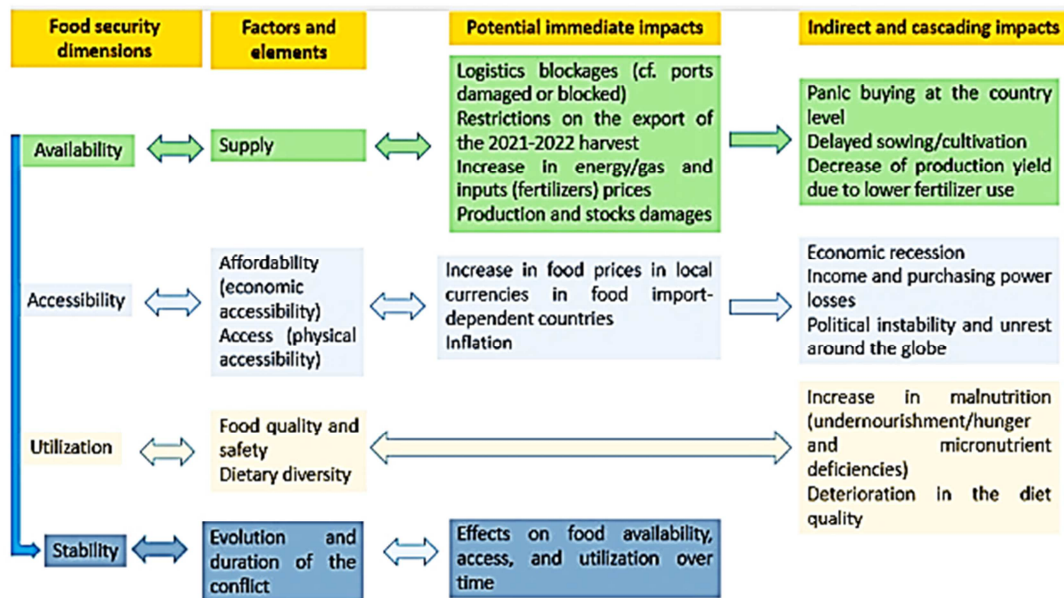 Food security
dimensions
Factors and
elements
Potential immediate impacts
Indirect and cascading impacts
Availability
Supply
Logistics blockages (cf. ports
damaged or blocked)
Restrictions on the export of
the 2021-2022 harvest
Increase in energy/gas and
inputs (fertilizers) prices
Production and stocks damages
Panic buying at the country
level
Delayed sowing/cultivation
Decrease of production yield
due to lower fertilizer use
Accessibility
Affordability
(economic
accessibility)
Access (physical
accessibility)
Increase in food prices in local
currencies in food import-
dependent countries
Inflation
Economic recession
Income and purchasing power
losses
Political instability and unrest
around the globe
Utilization
Food quality and
safety
Dietary diversity
Increase in malnutrition
(undernourishment/hunger
and micronutrient
deficiencies)
Deterioration in the diet
quality
Stability
Evolution and
duration of the
conflict
Effects on food availability,
access, and utilization over
time